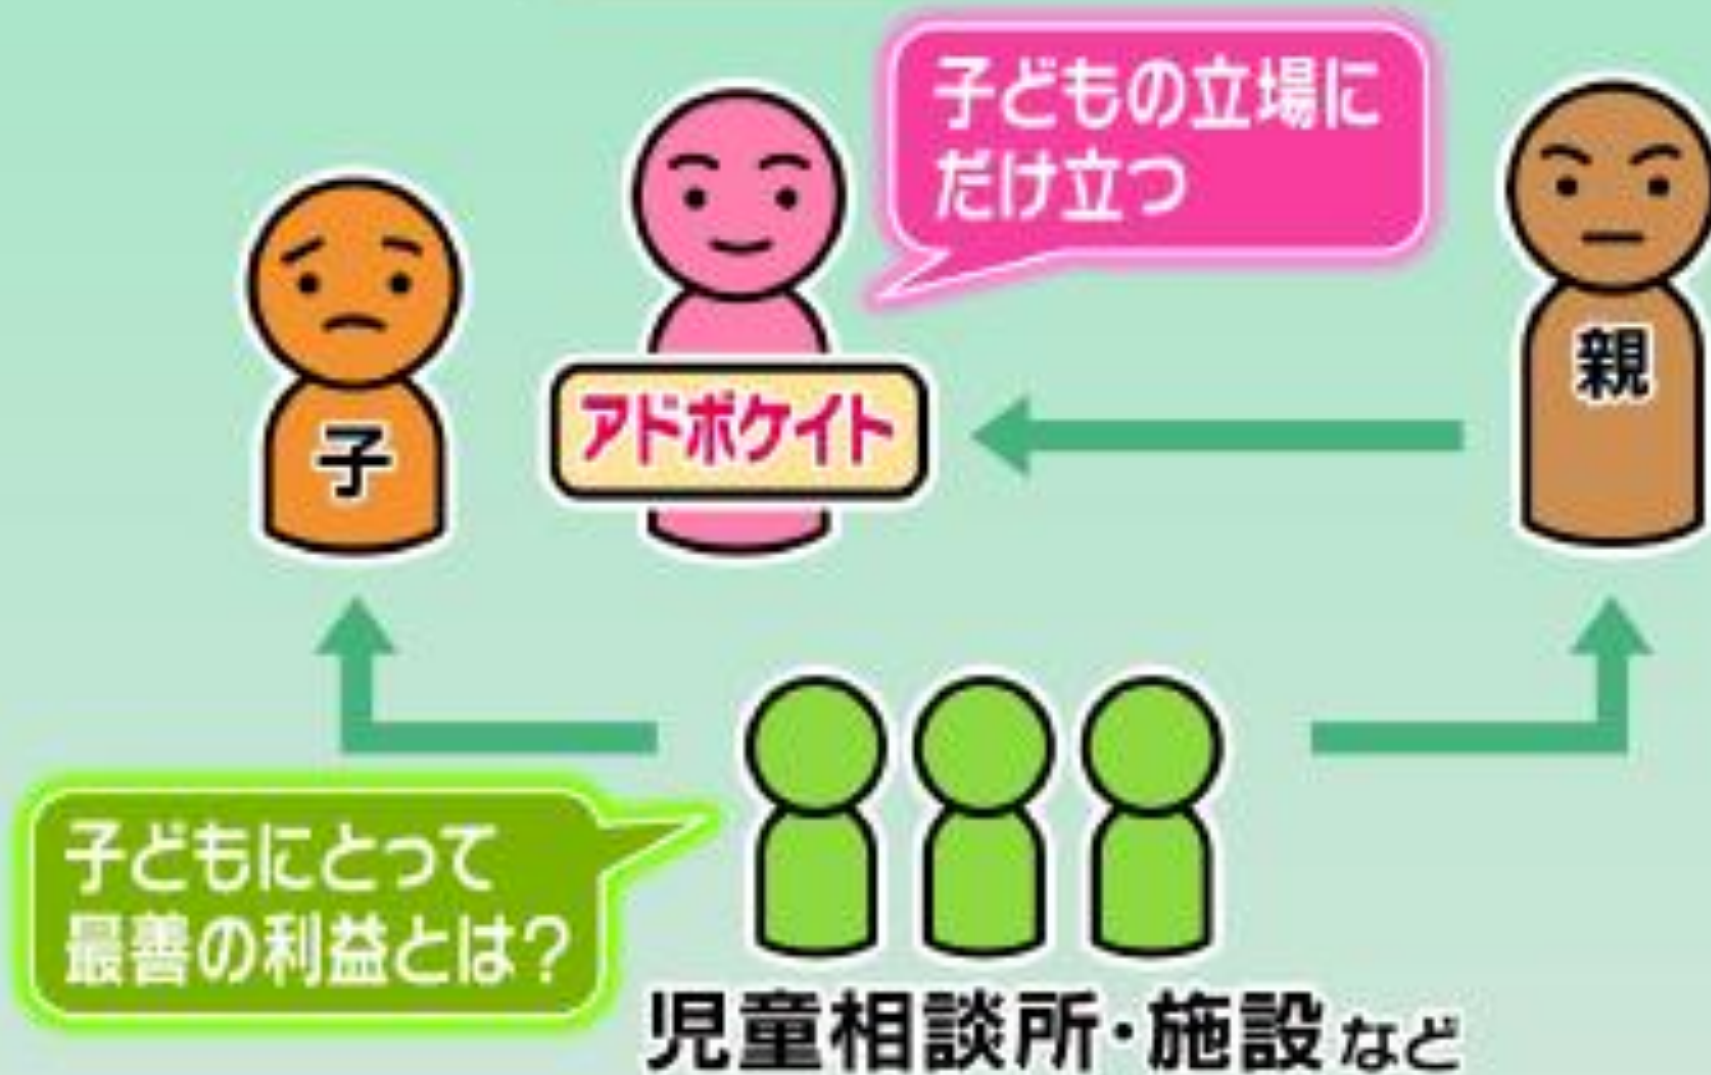 子どもの立場に
だけ立つ
子
アドボケイト
親
子どもにとって
最善の利益とは?
児童相談所・施設など